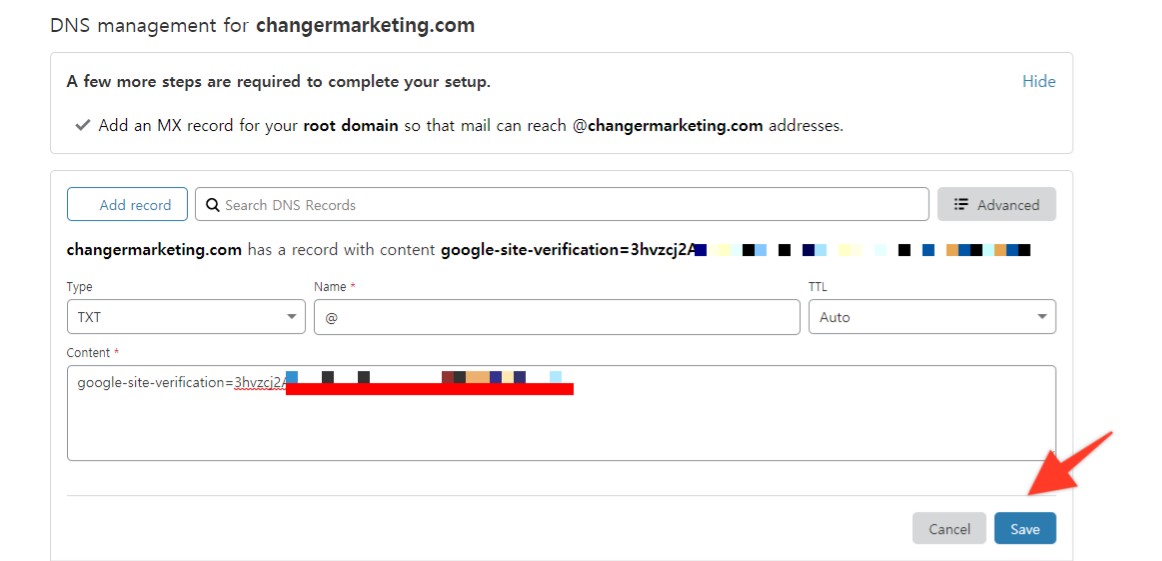 DNS management for changermarketing.com
A few more steps are required to complete your setup.
Hide
Add an MX record for your root domain so that mail can reach @changermarketing.com addresses.
Add record
Search DNS Records
Advanced
changermarketing.com has a record with content google-site-verification=3hvzcj2A
Type
Name *
TTL
TXT
@
Auto
Content *
google-site-verification=3hvzcj2A
Cancel
Save